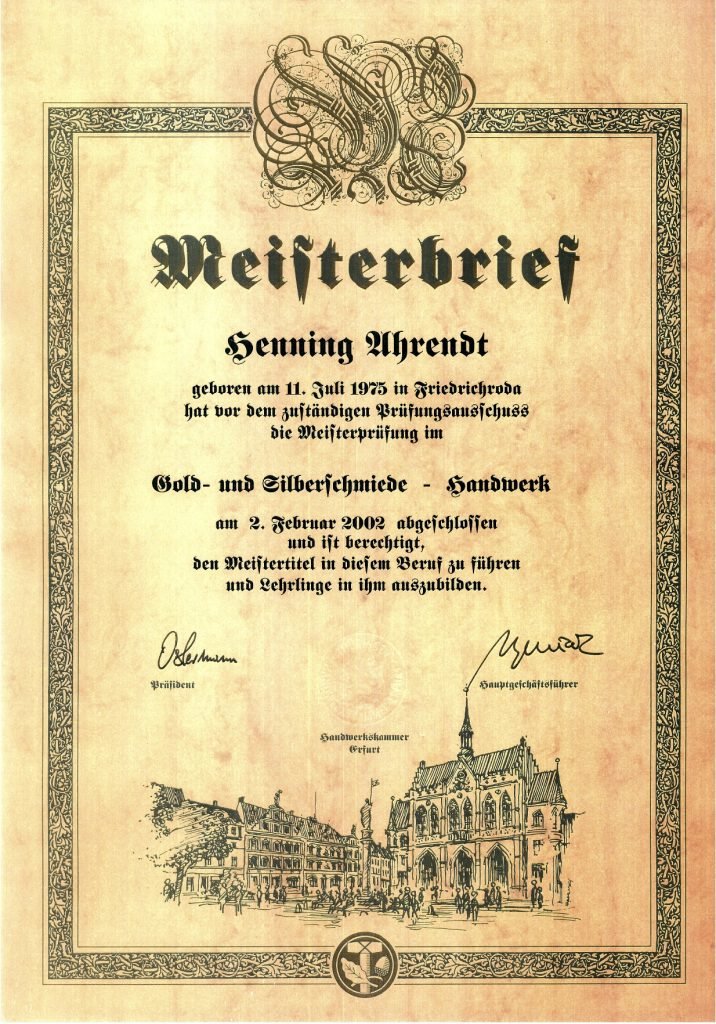 Meiſterbrief
Henning Ahrendt
geboren am 11. Juli 1975 in Friedrichroda
hat vor dem zuſtändigen Prüfungsausſchuss
die Meiſterprüfung im
Gold- und Silberſchmiede - Handwerk
am 2. Februar 2002 abgeſchloſſen
und iſt berechtigt,
den Meiſtertitel in dieſem Beruf zu führen
und Lehrlinge in ihm auszubilden.
Oſtermann
Präſident
Hauptgeſchäftsführer
Handwerkskammer
Erfurt